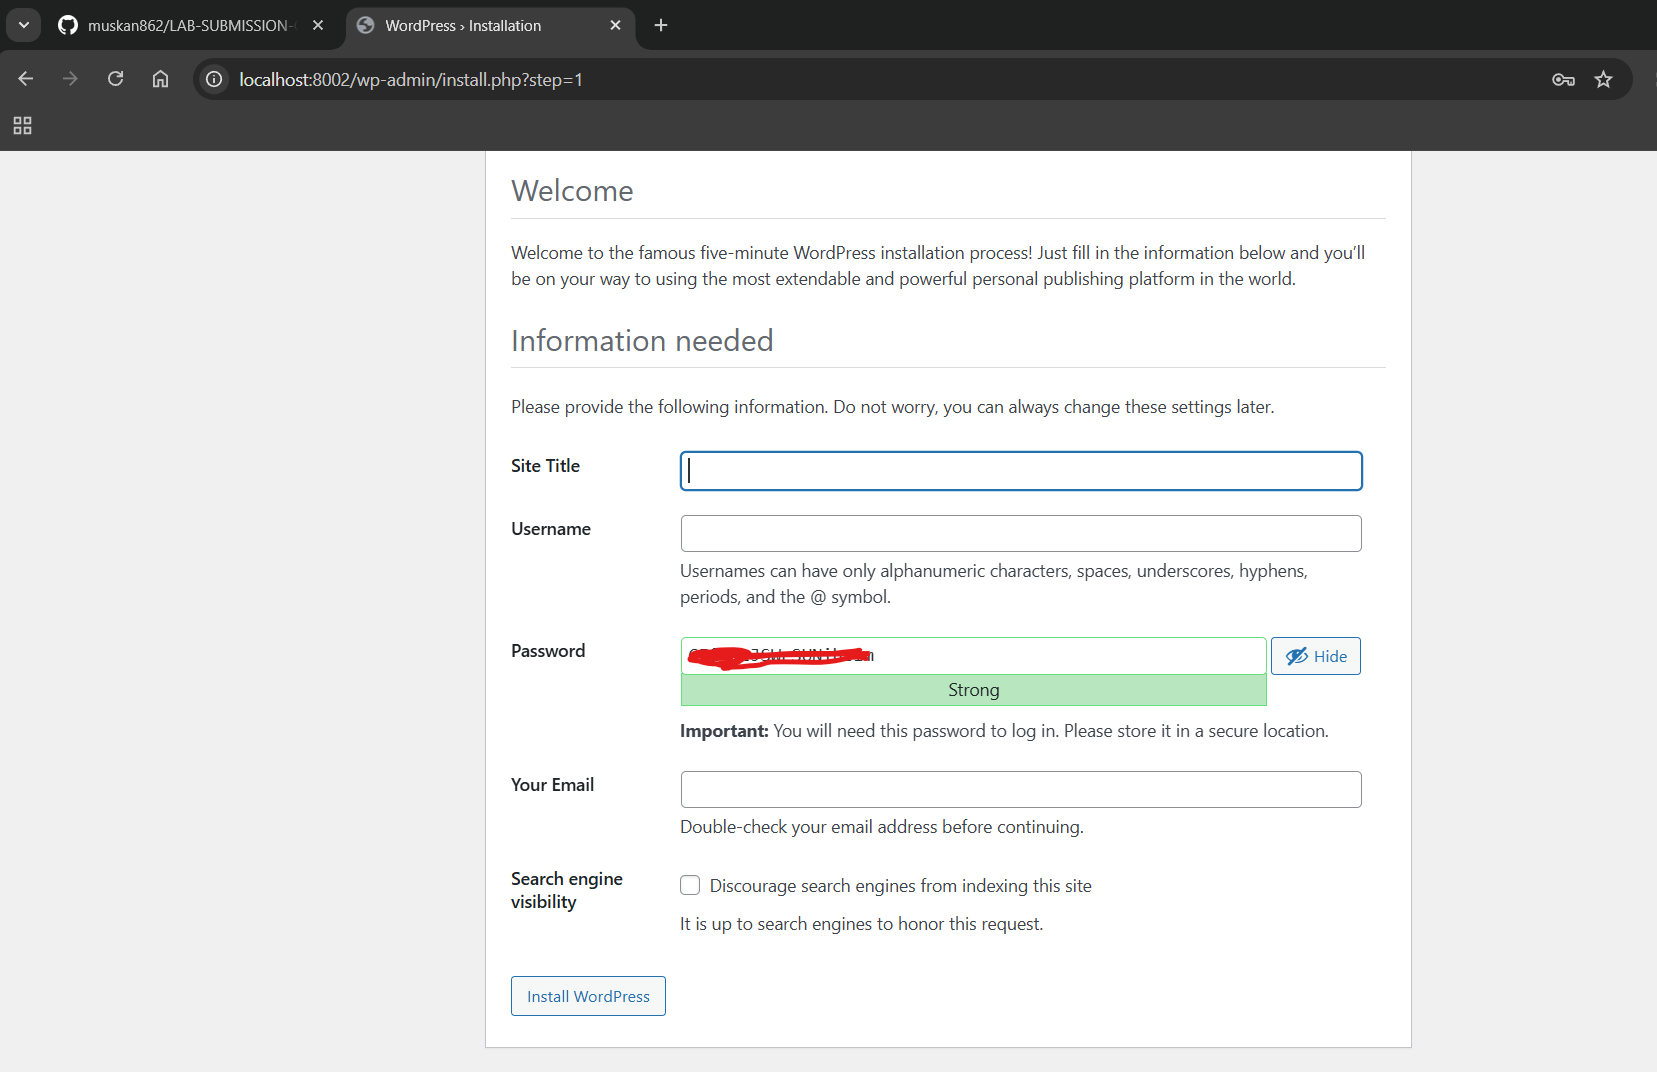 muskan862/LAB-SUBMISSION-
WordPress › Installation
localhost:8002/wp-admin/install.php?step=1
Welcome
Welcome to the famous five-minute WordPress installation process! Just fill in the information below and you’ll
be on your way to using the most extendable and powerful personal publishing platform in the world.
Information needed
Please provide the following information. Do not worry, you can always change these settings later.
Site Title
Username
Usernames can have only alphanumeric characters, spaces, underscores, hyphens,
periods, and the @ symbol.
Password
Hide
Strong
Important: You will need this password to log in. Please store it in a secure location.
Your Email
Double-check your email address before continuing.
Search engine
visibility
Discourage search engines from indexing this site
It is up to search engines to honor this request.
Install WordPress